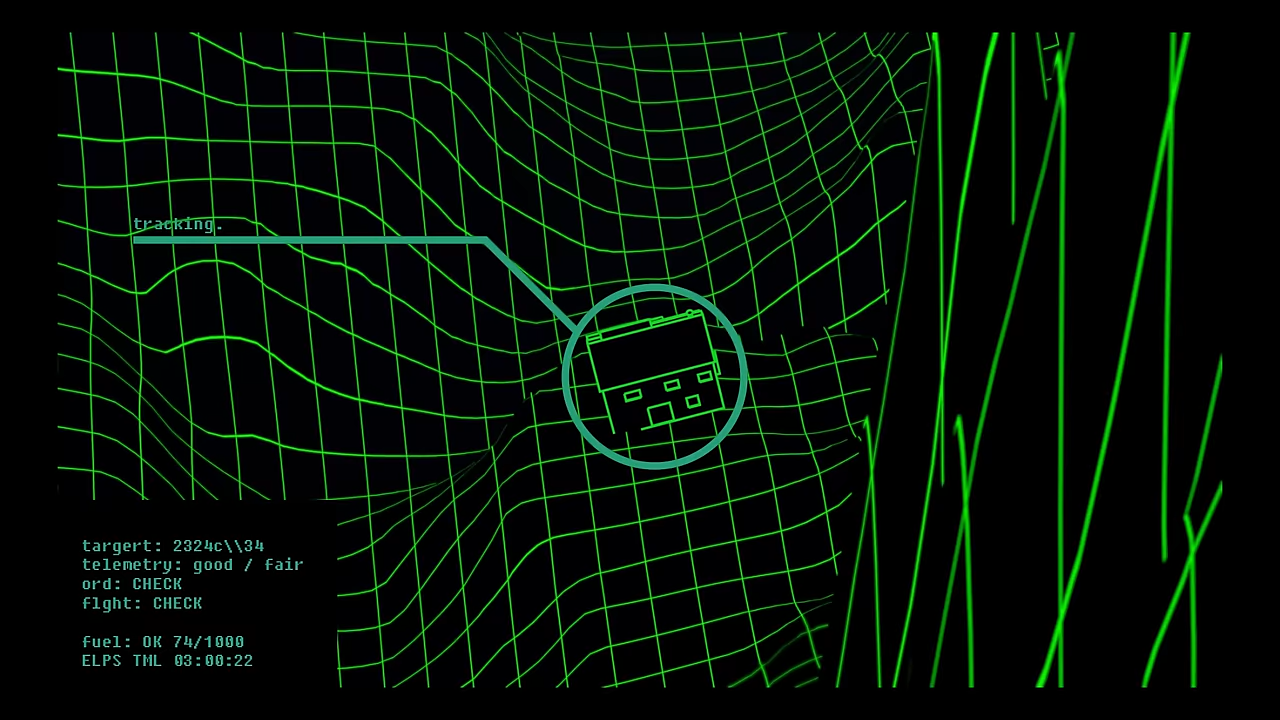 tracking.
targert: 2324c\\34
telemetry: good / fair
ord: CHECK
flght: CHECK
fuel: OK 74/1000
ELPS TML 03:00:22